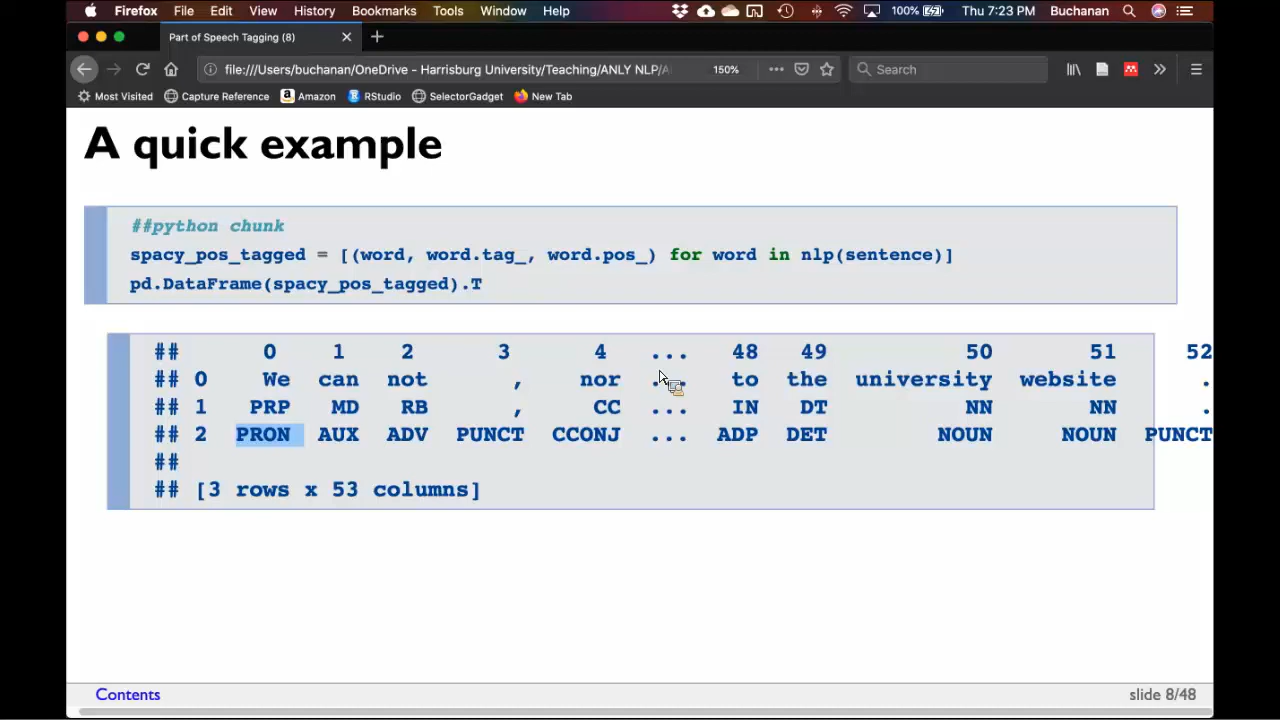 Firefox File Edit View History Bookmarks Tools Window Help 100% Thu 7:23 PM Buchanan
Part of Speech Tagging (8)
file:///Users/buchanan/OneDrive - Harrisburg University/Teaching/ANLY NLP/ 150% Search
Most Visited Capture Reference Amazon RStudio SelectorGadget New Tab
A quick example
##python chunk
spacy_pos_tagged = [(word, word.tag_, word.pos_) for word in nlp(sentence)]
pd.DataFrame(spacy_pos_tagged).T
## 0 1 2 3 4 ... 48 49 50 51 52
## 0 We can not , nor ... to the university website .
## 1 PRP MD RB , CC ... IN DT NN NN .
## 2 PRON AUX ADV PUNCT CCONJ ... ADP DET NOUN NOUN PUNCT
##
## [3 rows x 53 columns]
Contents slide 8/48